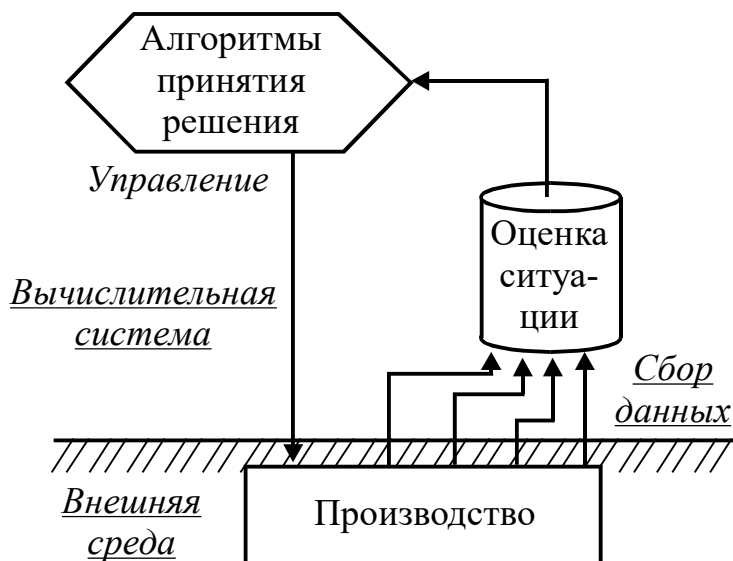 Алгоритмы
принятия
решения
Управление
Оценка
ситуа-
ции
Вычислительная
система
Сбор
данных
Внешняя
среда
Производство